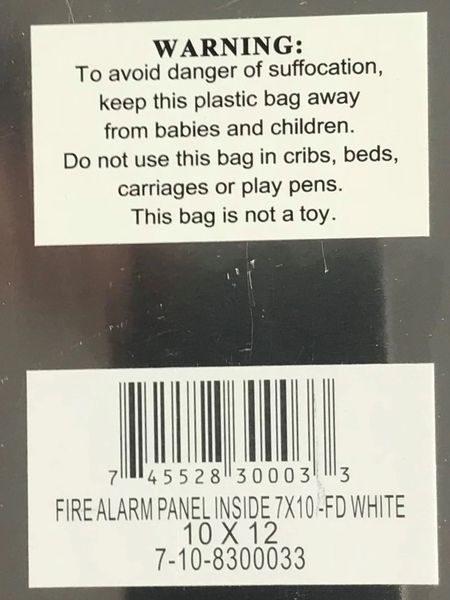 WARNING:
To avoid danger of suffocation,
keep this plastic bag away
from babies and children.
Do not use this bag in cribs, beds,
carriages or play pens.
This bag is not a toy.
7 45528 30003 3
FIRE ALARM PANEL INSIDE 7X10-FD WHITE
10 X 12
7-10-8300033